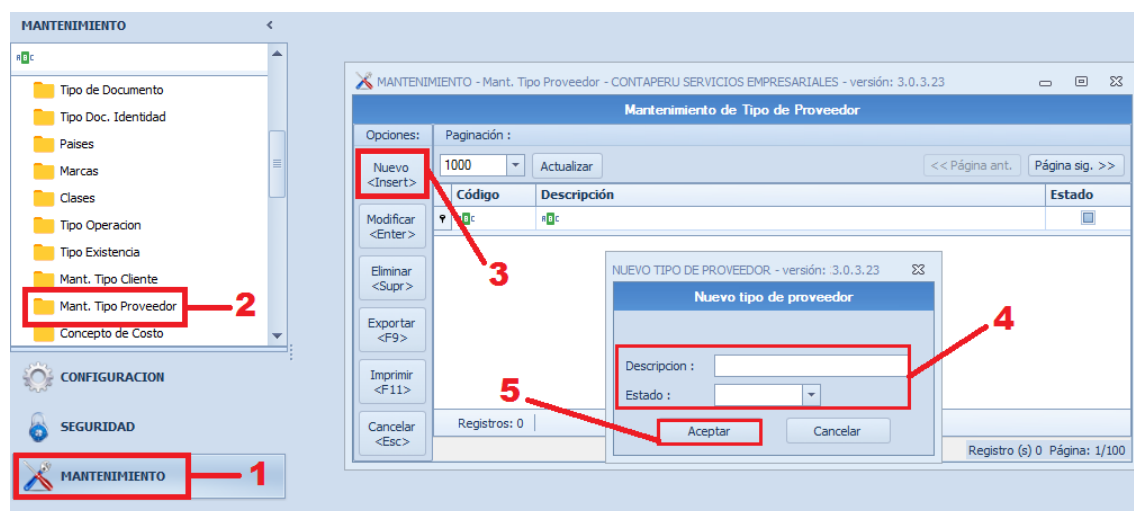 MANTENIMIENTO <
ABC
Tipo de Documento
Tipo Doc. Identidad
Paises
Marcas
Clases
Tipo Operacion
Tipo Existencia
Mant. Tipo Cliente
Mant. Tipo Proveedor
2
Concepto de Costo
CONFIGURACION
SEGURIDAD
MANTENIMIENTO
1
MANTENIMIENTO - Mant. Tipo Proveedor - CONTAPERU SERVICIOS EMPRESARIALES - versión: 3.0.3.23
Mantenimiento de Tipo de Proveedor
Opciones:
Paginación :
Nuevo
<Insert>
1000
Actualizar
<< Página ant.
Página sig. >>
Código
Descripción
Estado
ABC
ABC
Modificar
<Enter>
3
Eliminar
<Supr>
Exportar
<F9>
Imprimir
<F11>
Cancelar
<Esc>
NUEVO TIPO DE PROVEEDOR - versión: 3.0.3.23
Nuevo tipo de proveedor
4
Descripcion :
Estado :
5
Aceptar
Cancelar
Registros: 0
Registro (s) 0 Página: 1/100